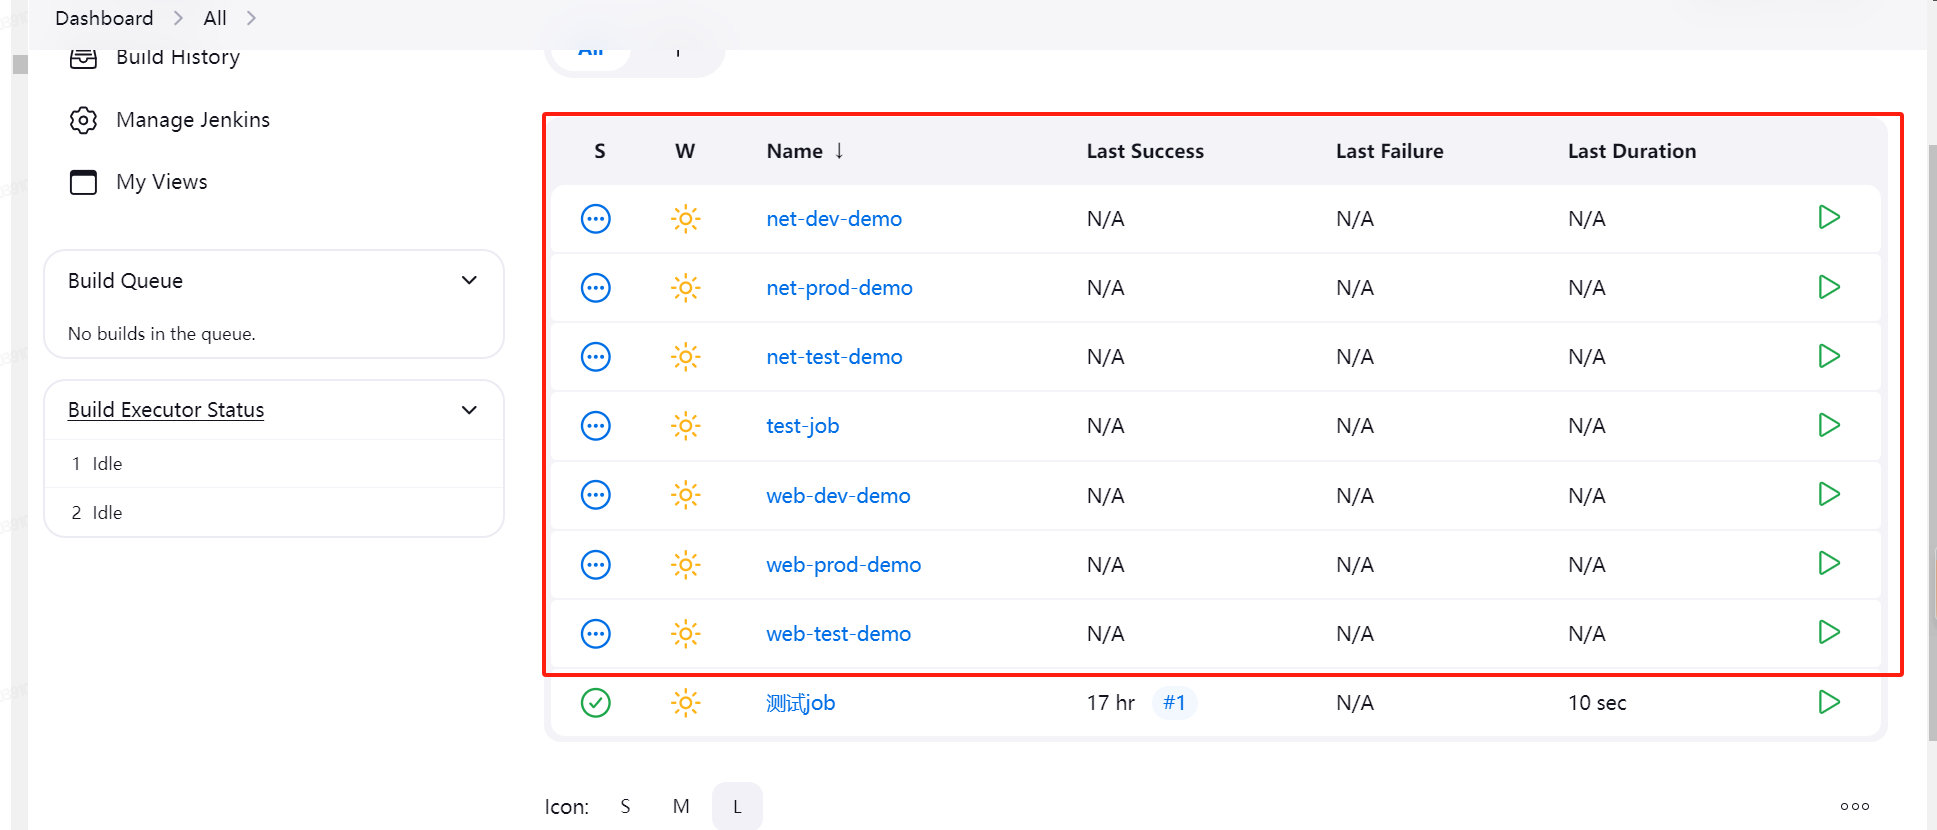 Dashboard > All >
Build History
Manage Jenkins
My Views
Build Queue
No builds in the queue.
Build Executor Status
1 Idle
2 Idle
All +
S W Name ↓ Last Success Last Failure Last Duration
net-dev-demo N/A N/A N/A
net-prod-demo N/A N/A N/A
net-test-demo N/A N/A N/A
test-job N/A N/A N/A
web-dev-demo N/A N/A N/A
web-prod-demo N/A N/A N/A
web-test-demo N/A N/A N/A
测试job 17 hr #1 N/A 10 sec
Icon: S M L